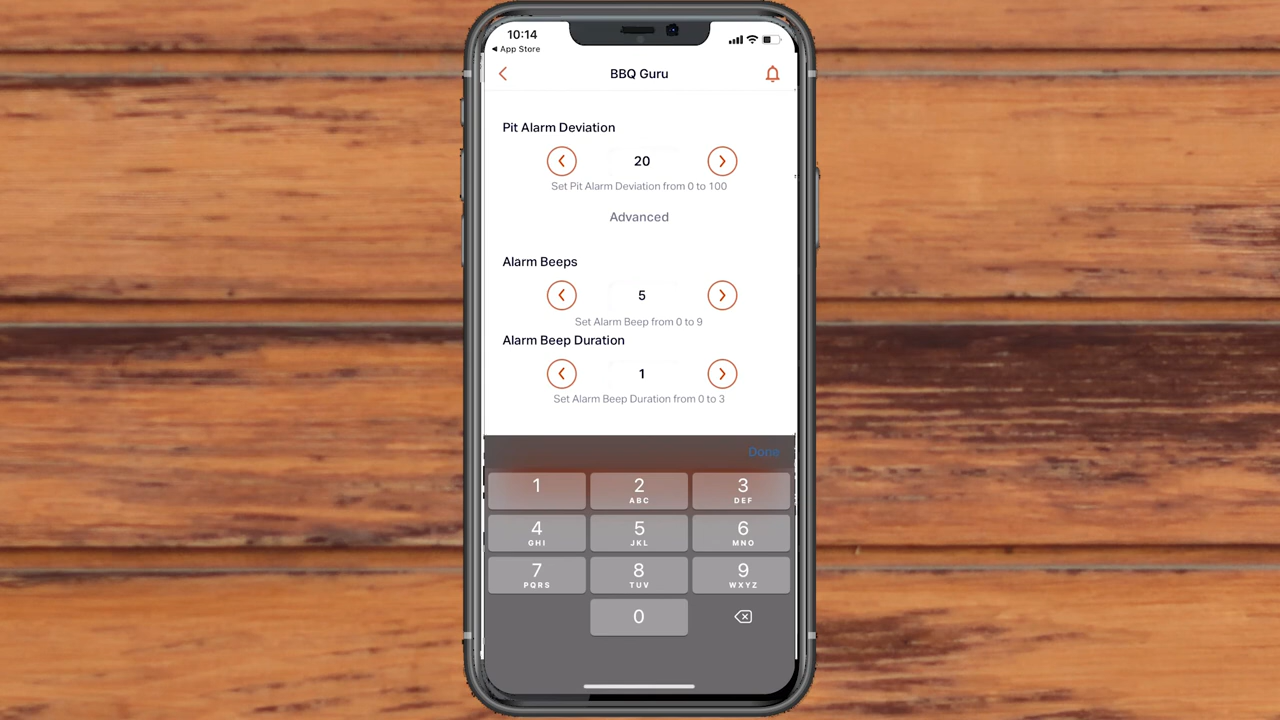 10:14
App Store
BBQ Guru
Pit Alarm Deviation
20
Set Pit Alarm Deviation from 0 to 100
Advanced
Alarm Beeps
5
Set Alarm Beep from 0 to 9
Alarm Beep Duration
1
Set Alarm Beep Duration from 0 to 3
Done
1 2 3
ABC DEF
4 5 6
GHI JKL MNO
7 8 9
PQRS TUV WXYZ
0